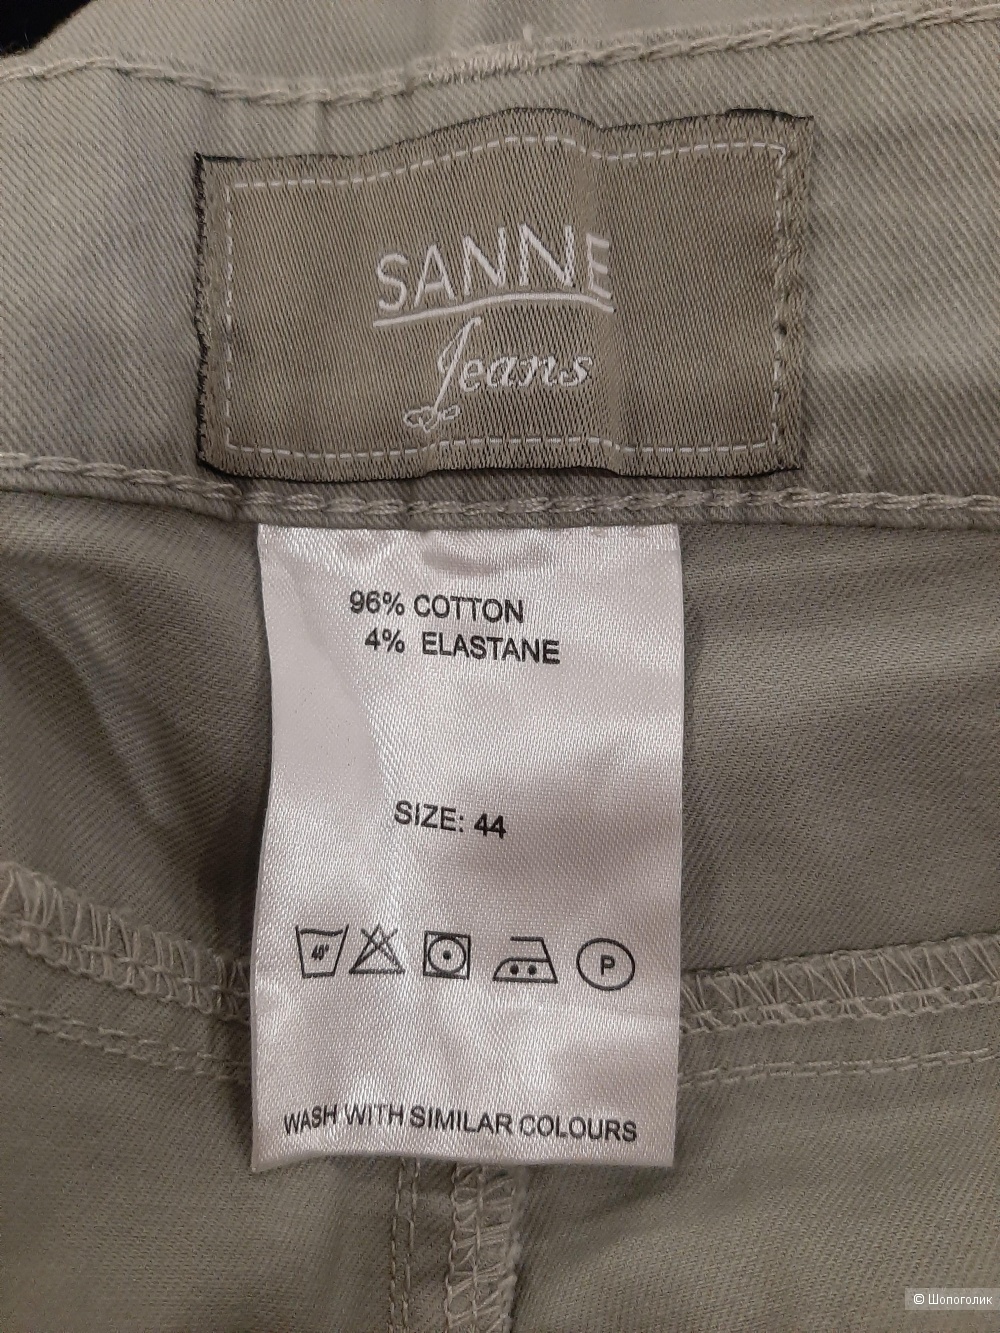 SANNE
Jeans
96% COTTON
4% ELASTANE
SIZE: 44
40°
P
WASH WITH SIMILAR COLOURS
© Шопоголик